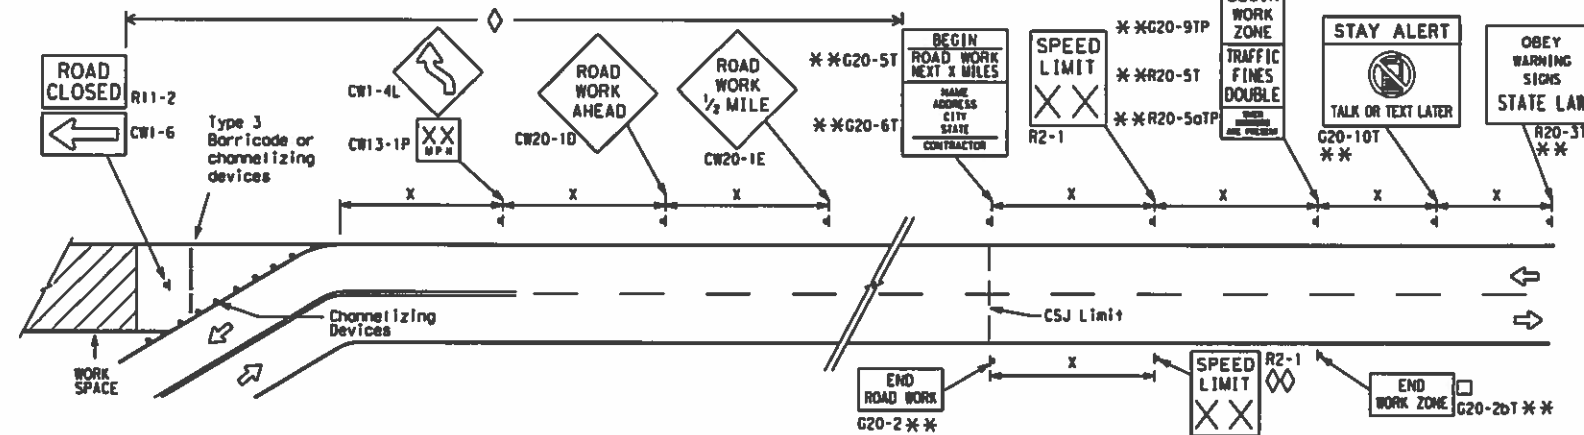 ROAD
CLOSED
R11-2
CW1-6
Type 3
Barricade or
channelizing
devices
CW1-4L
CW13-1P
X X
MPH
ROAD
WORK
AHEAD
CW20-1D
ROAD
WORK
1/2 MILE
CW20-1E
**G20-5T
**G20-6T
BEGIN
ROAD WORK
NEXT X MILES
NAME
ADDRESS
CITY
STATE
CONTRACTOR
SPEED
LIMIT
X X
R2-1
**G20-9TP
**R20-5T
**R20-5aTP
WORK
ZONE
TRAFFIC
FINES
DOUBLE
WHEN
ARE PRESENT
STAY ALERT
TALK OR TEXT LATER
G20-10T
**
OBEY
WARNING
SIGNS
STATE LAW
R20-3T
**
X
X
X
X
X
X
X
WORK
SPACE
Channelizing
Devices
CSJ Limit
END
ROAD WORK
G20-2 **
X
SPEED
LIMIT
X X
R2-1
END
WORK ZONE
G20-2bT **